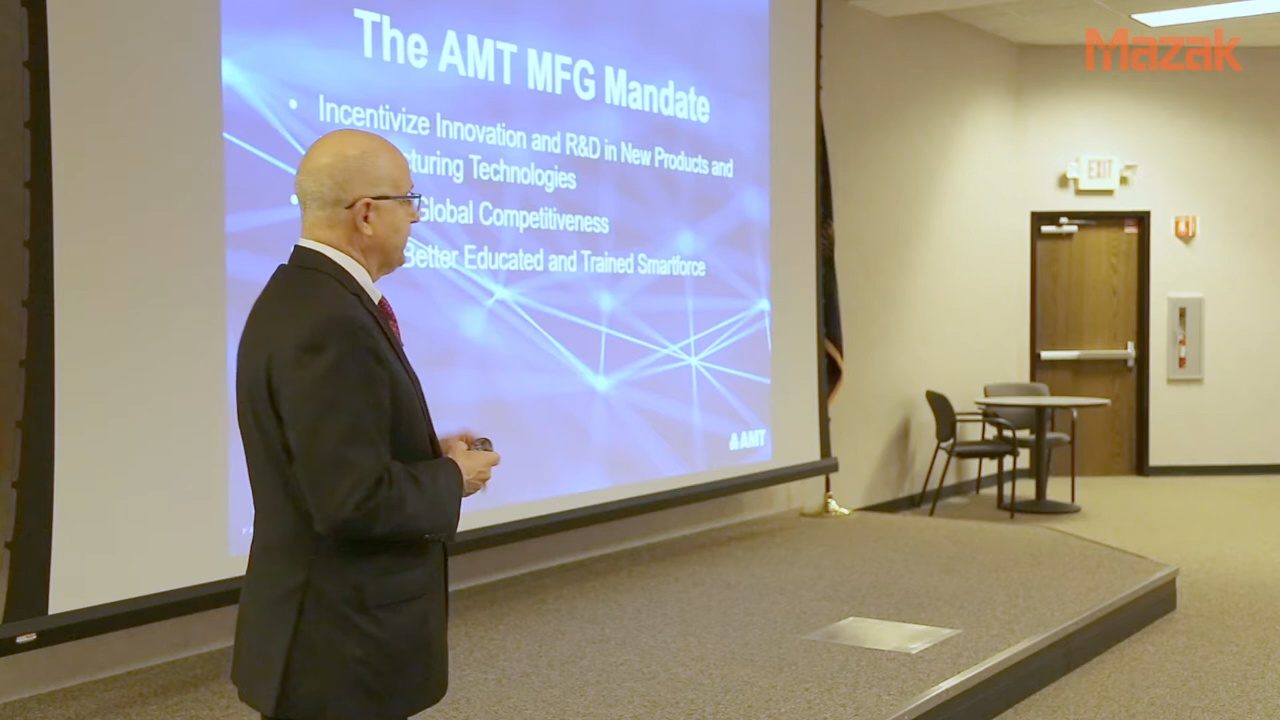 Mazak
The AMT MFG Mandate
• Incentivize Innovation and R&D in New Products and
Technologies
Global Competitiveness
Better Educated and Trained Smartforce
AMT
EXIT